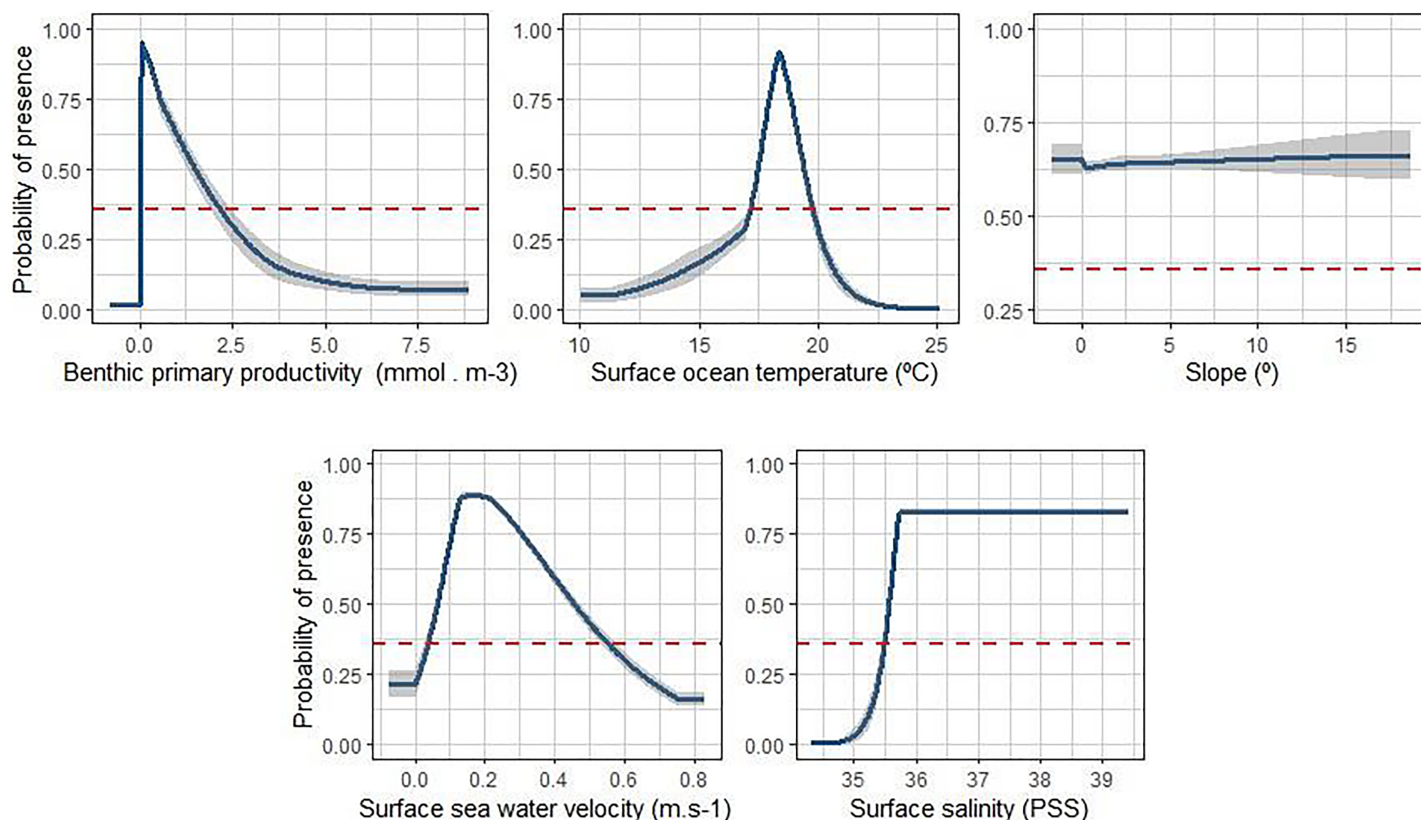 Probability of presence
1.00
0.75
0.50
0.25
0.00
0.0 2.5 5.0 7.5
Benthic primary productivity (mmol . m-3)
1.00
0.75
0.50
0.25
0.00
10 15 20 25
Surface ocean temperature (ºC)
1.00
0.75
0.50
0.25
0 5 10 15
Slope (º)
Probability of presence
1.00
0.75
0.50
0.25
0.00
0.0 0.2 0.4 0.6 0.8
Surface sea water velocity (m.s-1)
1.00
0.75
0.50
0.25
0.00
35 36 37 38 39
Surface salinity (PSS)